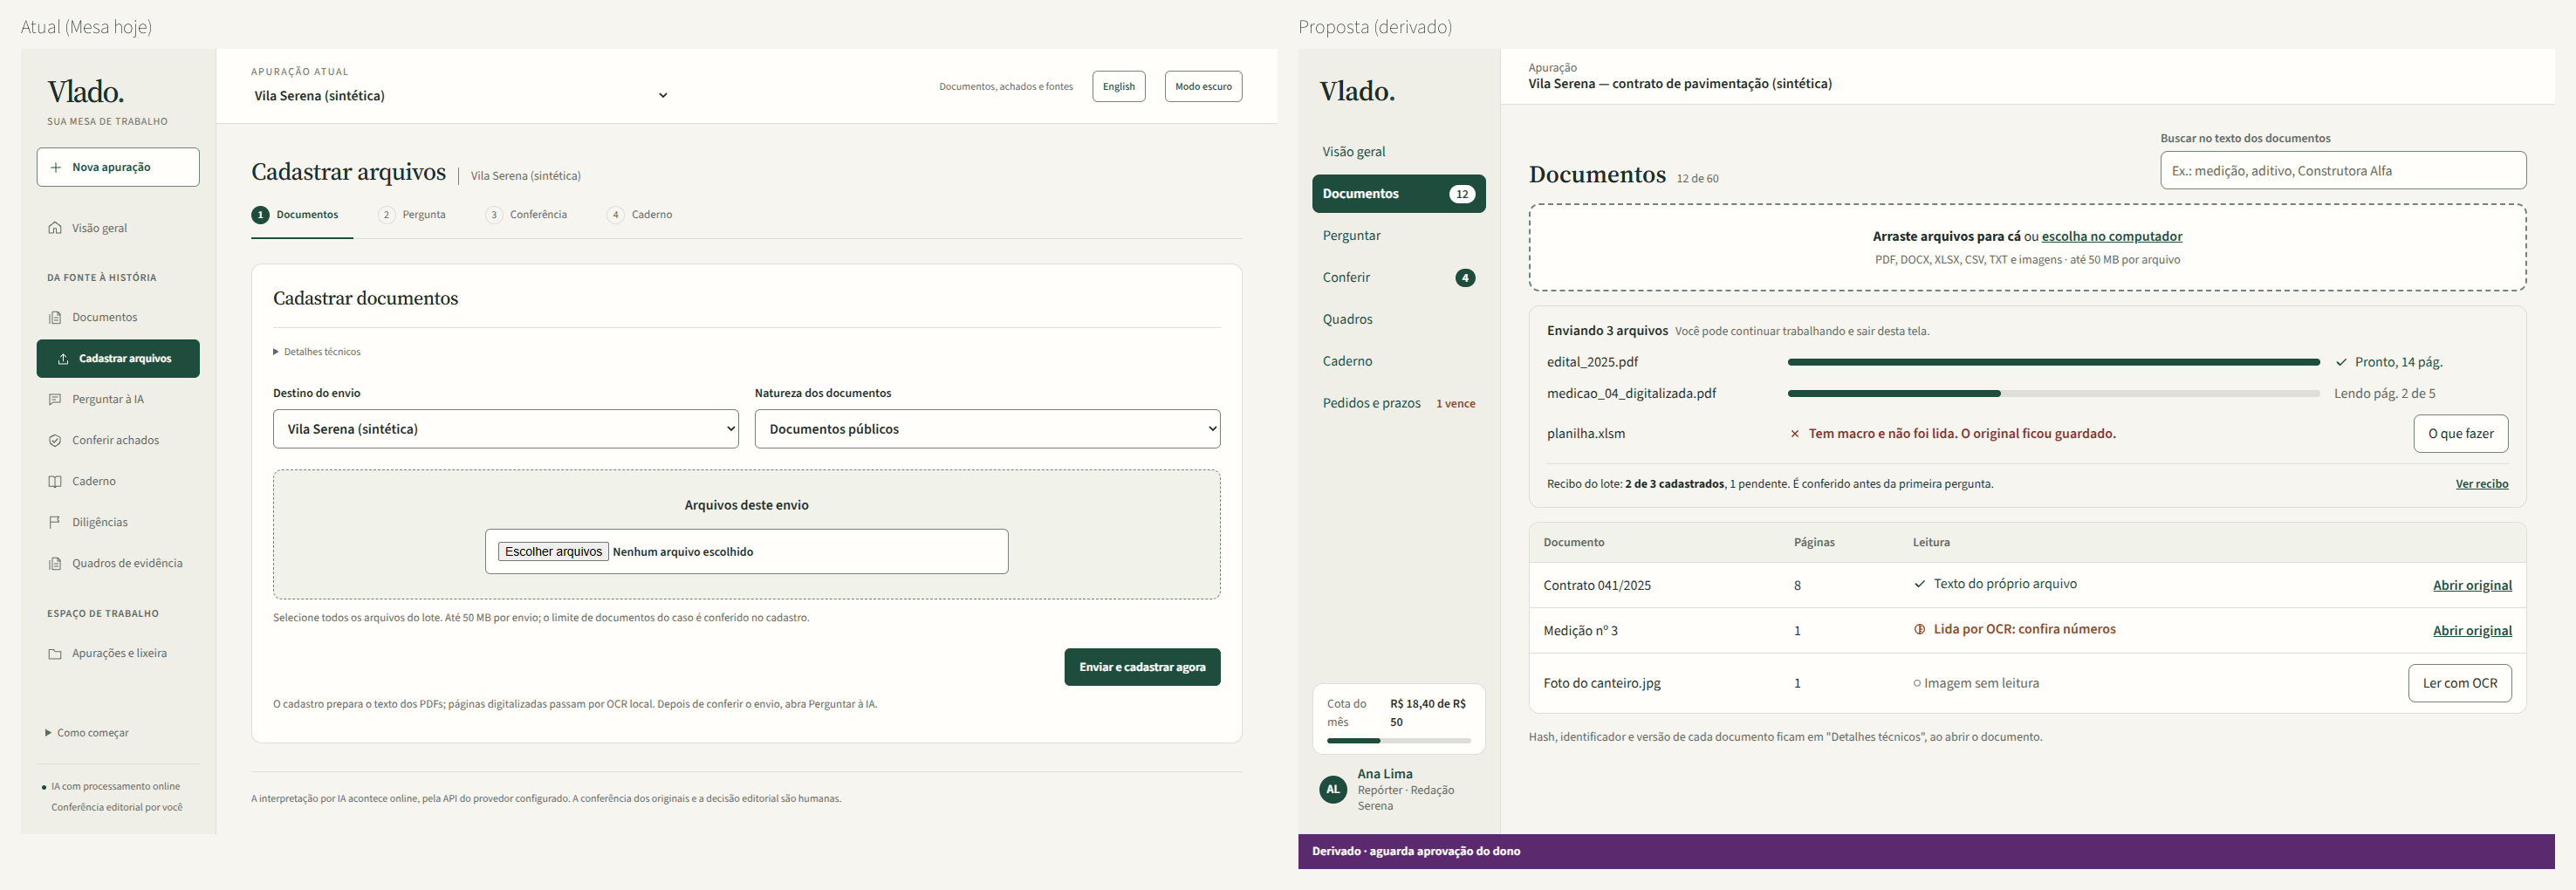 Atual (Mesa hoje)
Vlado.
SUA MESA DE TRABALHO
Nova apuração
Visão geral
DA FONTE À HISTÓRIA
Documentos
Cadastrar arquivos
Perguntar à IA
Conferir achados
Caderno
Diligências
Quadros de evidência
ESPAÇO DE TRABALHO
Apurações e lixeira
Como começar
IA com processamento online
Conferência editorial por você
APURAÇÃO ATUAL
Vila Serena (sintética)
Documentos, achados e fontes
English
Modo escuro
Cadastrar arquivos
Vila Serena (sintética)
1 Documentos
2 Pergunta
3 Conferência
4 Caderno
Cadastrar documentos
Detalhes técnicos
Destino do envio
Natureza dos documentos
Vila Serena (sintética)
Documentos públicos
Arquivos deste envio
Escolher arquivos Nenhum arquivo escolhido
Selecione todos os arquivos do lote. Até 50 MB por envio; o limite de documentos do caso é conferido no cadastro.
Enviar e cadastrar agora
O cadastro prepara o texto dos PDFs; páginas digitalizadas passam por OCR local. Depois de conferir o envio, abra Perguntar à IA.
A interpretação por IA acontece online, pela API do provedor configurado. A conferência dos originais e a decisão editorial são humanas.
Proposta (derivado)
Vlado.
Visão geral
Documentos 12
Perguntar
Conferir 4
Quadros
Caderno
Pedidos e prazos 1 vence
Cota do mês
R$ 18,40 de R$ 50
AL
Ana Lima
Repórter · Redação
Serena
Apuração
Vila Serena — contrato de pavimentação (sintética)
Documentos 12 de 60
Buscar no texto dos documentos
Ex.: medição, aditivo, Construtora Alfa
Arraste arquivos para cá ou escolha no computador
PDF, DOCX, XLSX, CSV, TXT e imagens · até 50 MB por arquivo
Enviando 3 arquivos Você pode continuar trabalhando e sair desta tela.
edital_2025.pdf ✓ Pronto, 14 pág.
medicao_04_digitalizada.pdf Lendo pág. 2 de 5
planilha.xlsm × Tem macro e não foi lida. O original ficou guardado. O que fazer
Recibo do lote: 2 de 3 cadastrados, 1 pendente. É conferido antes da primeira pergunta. Ver recibo
Documento Páginas Leitura
Contrato 041/2025 8 ✓ Texto do próprio arquivo Abrir original
Medição nº 3 1 Lida por OCR: confira números Abrir original
Foto do canteiro.jpg 1 Imagem sem leitura Ler com OCR
Hash, identificador e versão de cada documento ficam em "Detalhes técnicos", ao abrir o documento.
Derivado · aguarda aprovação do dono